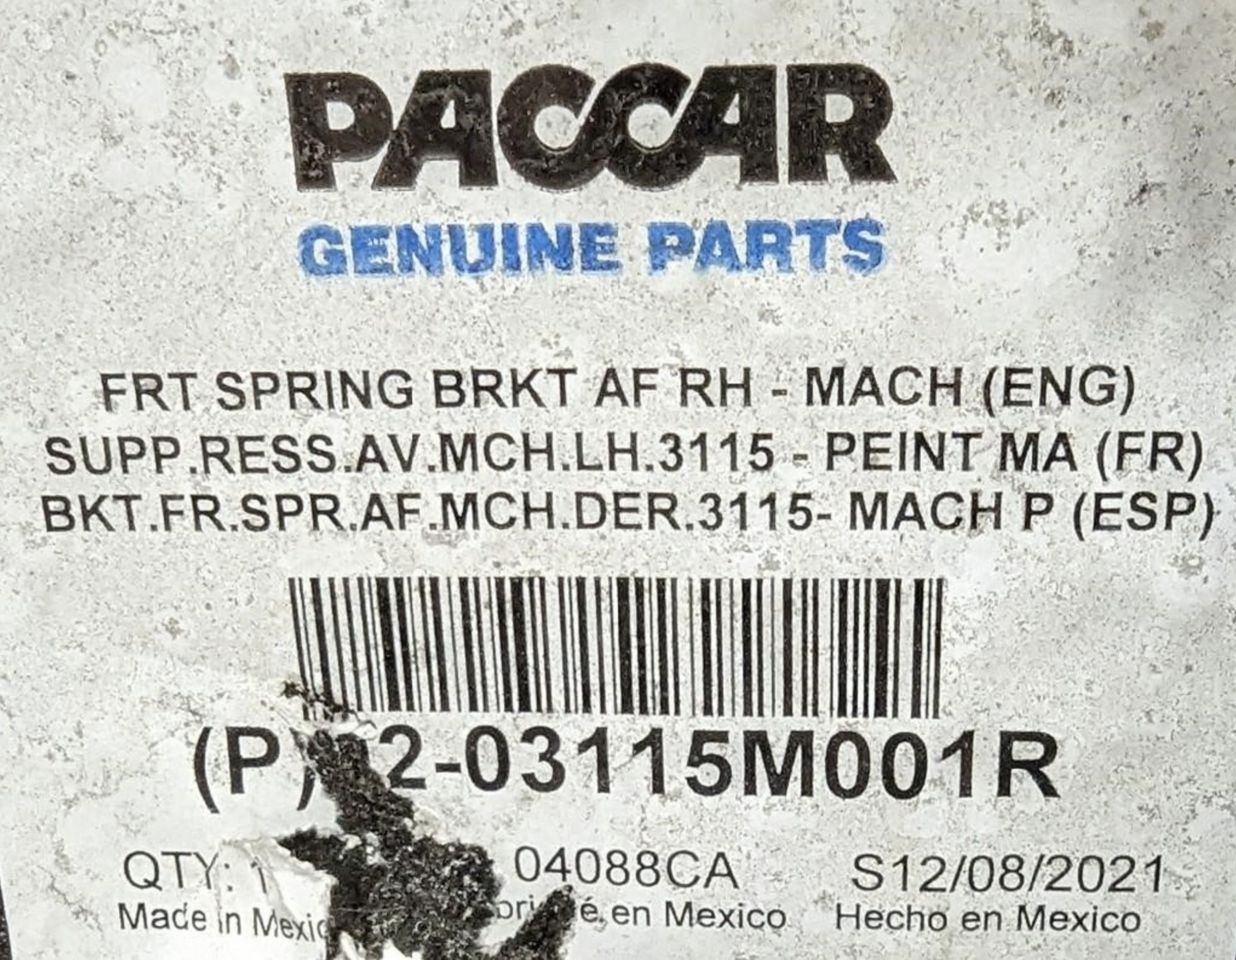 PACCAR
GENUINE PARTS
FRT SPRING BRKT AF RH - MACH (ENG)
SUPP.RESS.AV.MCH.LH.3115 - PEINT MA (FR)
BKT.FR.SPR.AF.MCH.DER.3115- MACH P (ESP)
(P) 2-03115M001R
QTY: 1 04088CA S12/08/2021
Made in en Mexico Hecho en Mexico